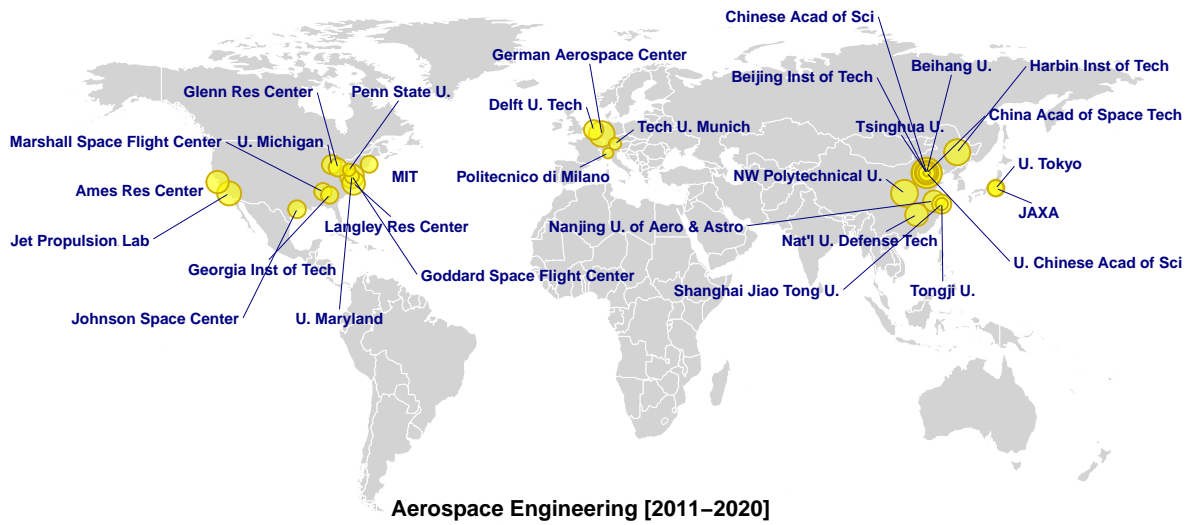 Chinese Acad of Sci
German Aerospace Center
Beijing Inst of Tech
Beihang U.
Harbin Inst of Tech
Glenn Res Center
Penn State U.
Delft U. Tech
China Acad of Space Tech
Marshall Space Flight Center
U. Michigan
Tech U. Munich
Tsinghua U.
Ames Res Center
MIT
Politecnico di Milano
NW Polytechnical U.
U. Tokyo
JAXA
Langley Res Center
Nanjing U. of Aero & Astro
Jet Propulsion Lab
Nat'l U. Defense Tech
Georgia Inst of Tech
Goddard Space Flight Center
U. Chinese Acad of Sci
Shanghai Jiao Tong U.
Tongji U.
Johnson Space Center
U. Maryland
Aerospace Engineering [2011−2020]